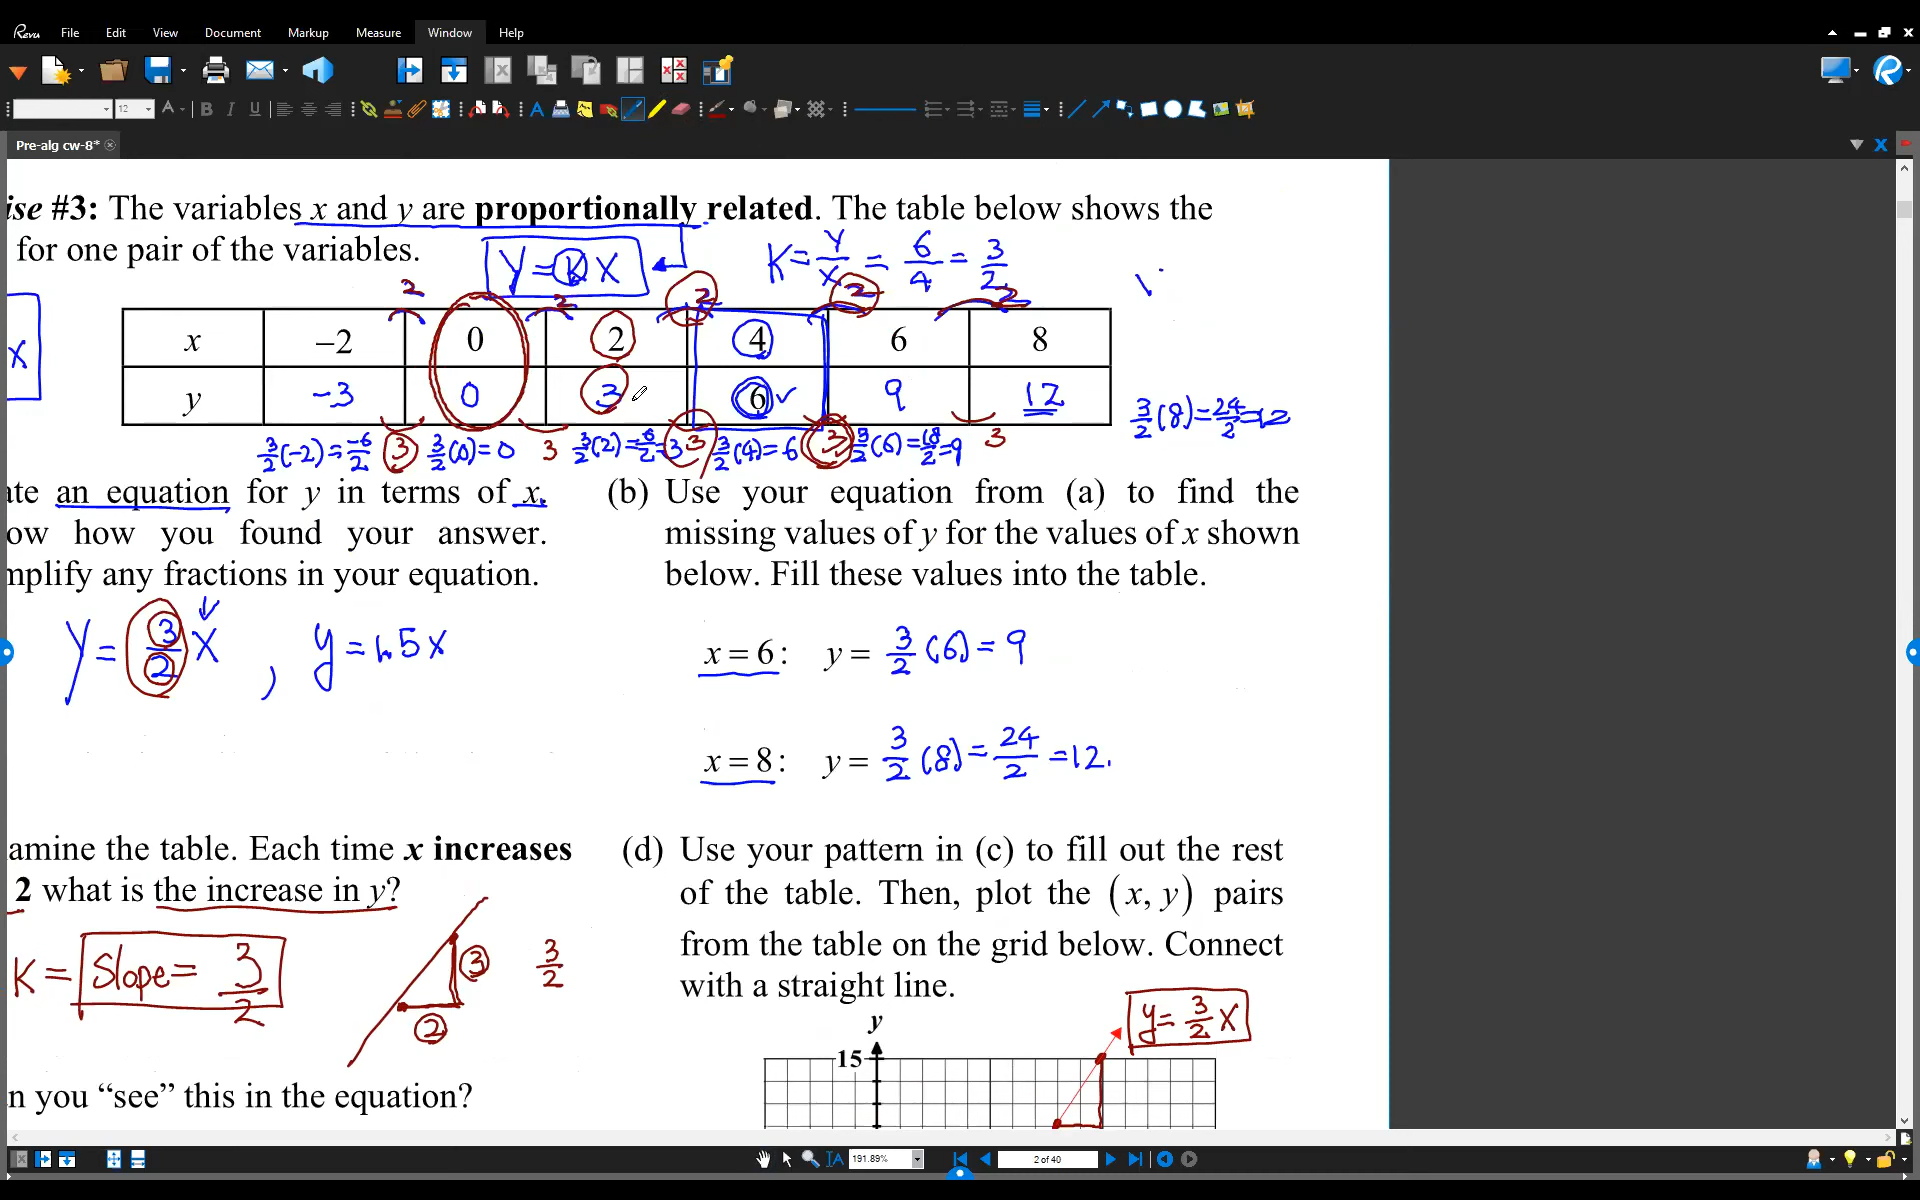 Revu File Edit View Document Markup Measure Window Help
12
Pre-alg cw-8*
ise #3: The variables x and y are proportionally related. The table below shows the
for one pair of the variables.
Y=KX
K=Y/X=6/4=3/2
2 2 2 2 2
x
x -2 0 2 4 6 8
y -3 0 3 6 9 12
3/2(8)=24/2=12
3/2(-2)=-6/2 3 3/2(0)=0 3 3/2(2)=6/2=3 3 3/2(4)=6 3 3/2(6)=18/2=9 3
ate an equation for y in terms of x.
ow how you found your answer.
mplify any fractions in your equation.
Y=3/2X , y=1.5x
(b) Use your equation from (a) to find the
missing values of y for the values of x shown
below. Fill these values into the table.
x = 6: y = 3/2(6)=9
x = 8: y = 3/2(8)=24/2=12.
amine the table. Each time x increases
2 what is the increase in y?
K= Slope= 3/2
3 2
3/2
n you “see” this in the equation?
(d) Use your pattern in (c) to fill out the rest
of the table. Then, plot the (x, y) pairs
from the table on the grid below. Connect
with a straight line.
y=3/2x
y
15
191.89%
2 of 40